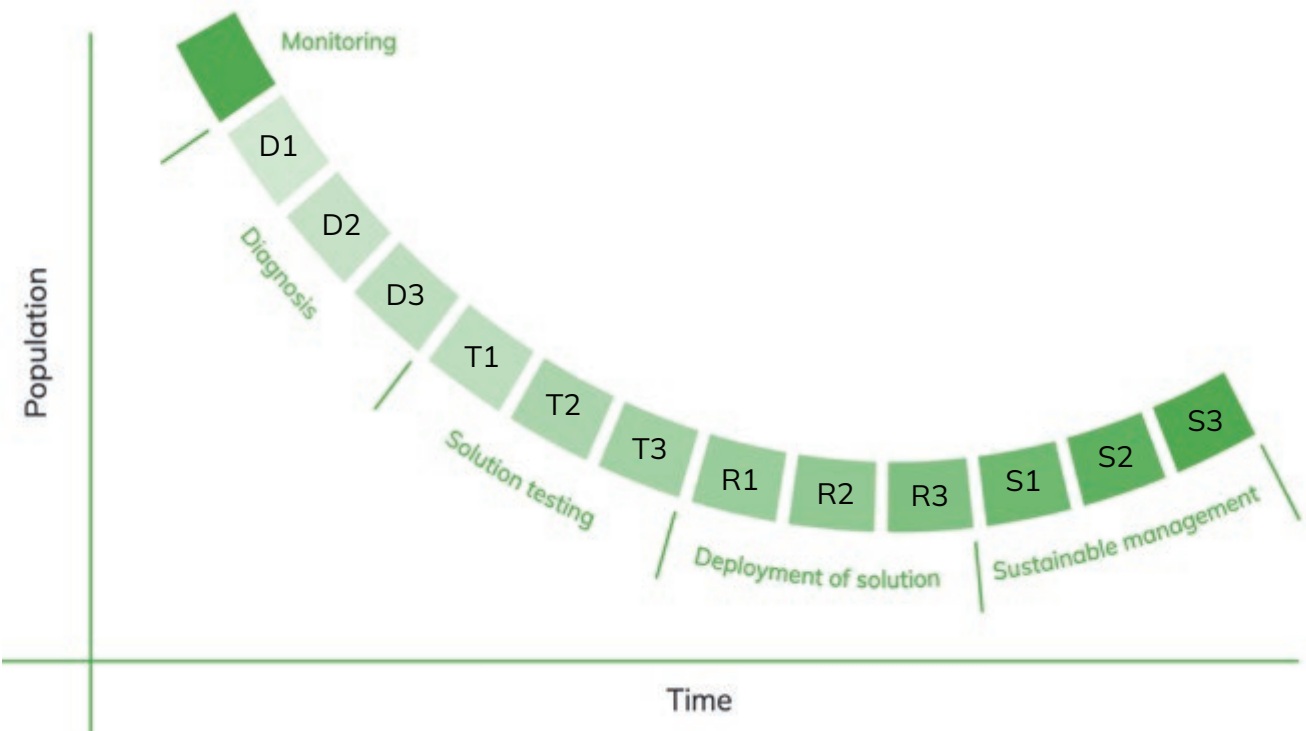 Monitoring
D1
D2
Diagnosis
D3
T1
T2
Solution testing
T3
R1
R2
R3
Deployment of solution
S1
S2
S3
Sustainable management
Population
Time